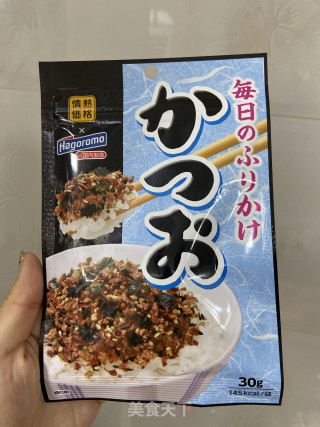 情熱
価格
×
Hagoromo
毎日のふりかけ
かつお
30g
145kcal/袋
美食天下